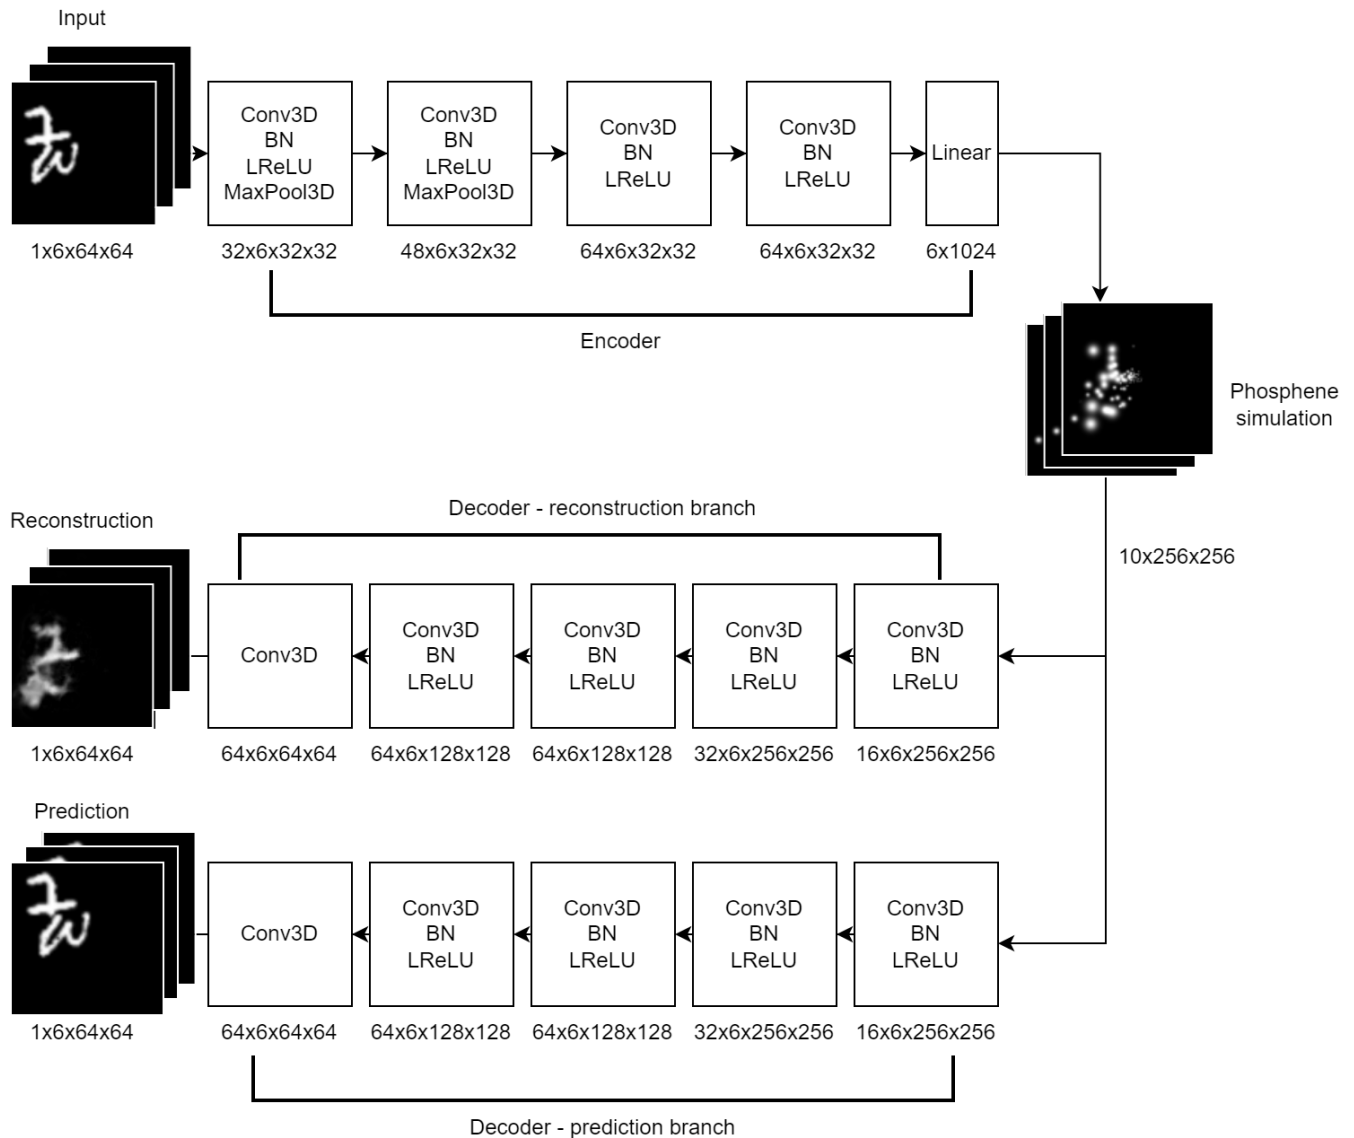 Input
Conv3D
BN
LReLU
MaxPool3D
Conv3D
BN
LReLU
MaxPool3D
Conv3D
BN
LReLU
Conv3D
BN
LReLU
Linear
1x6x64x64
32x6x32x32
48x6x32x32
64x6x32x32
64x6x32x32
6x1024
Encoder
Phosphene
simulation
10x256x256
Decoder - reconstruction branch
Reconstruction
Conv3D
Conv3D
BN
LReLU
Conv3D
BN
LReLU
Conv3D
BN
LReLU
Conv3D
BN
LReLU
1x6x64x64
64x6x64x64
64x6x128x128
64x6x128x128
32x6x256x256
16x6x256x256
Prediction
Conv3D
Conv3D
BN
LReLU
Conv3D
BN
LReLU
Conv3D
BN
LReLU
Conv3D
BN
LReLU
1x6x64x64
64x6x64x64
64x6x128x128
64x6x128x128
32x6x256x256
16x6x256x256
Decoder - prediction branch